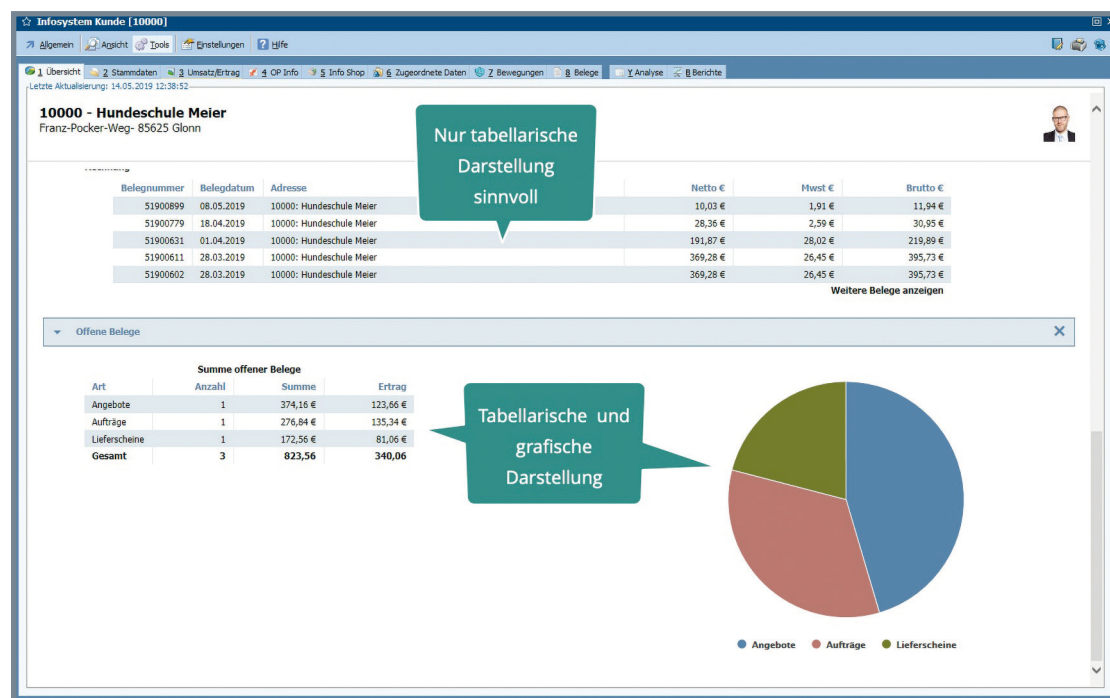 Infosystem Kunde [10000]
Allgemein Ansicht Tools Einstellungen Hilfe
1 Übersicht 2 Stammdaten 3 Umsatz/Ertrag 4 OP Info 5 Info Shop 6 Zugeordnete Daten 7 Bewegungen 8 Belege Y Analyse B Berichte
Letzte Aktualisierung: 14.05.2019 12:38:52
10000 - Hundeschule Meier
Franz-Pocker-Weg- 85625 Glonn
Nur tabellarische
Darstellung
sinnvoll
Belegnummer Belegdatum Adresse Netto € Mwst € Brutto €
51900899 08.05.2019 10000: Hundeschule Meier 10,03 € 1,91 € 11,94 €
51900779 18.04.2019 10000: Hundeschule Meier 28,36 € 2,59 € 30,95 €
51900631 01.04.2019 10000: Hundeschule Meier 191,87 € 28,02 € 219,89 €
51900611 28.03.2019 10000: Hundeschule Meier 369,28 € 26,45 € 395,73 €
51900602 28.03.2019 10000: Hundeschule Meier 369,28 € 26,45 € 395,73 €
Weitere Belege anzeigen
Offene Belege
Summe offener Belege
Art Anzahl Summe Ertrag
Angebote 1 374,16 € 123,66 €
Aufträge 1 276,84 € 135,34 €
Lieferscheine 1 172,56 € 81,06 €
Gesamt 3 823,56 340,06
Tabellarische und
grafische
Darstellung
Angebote Aufträge Lieferscheine